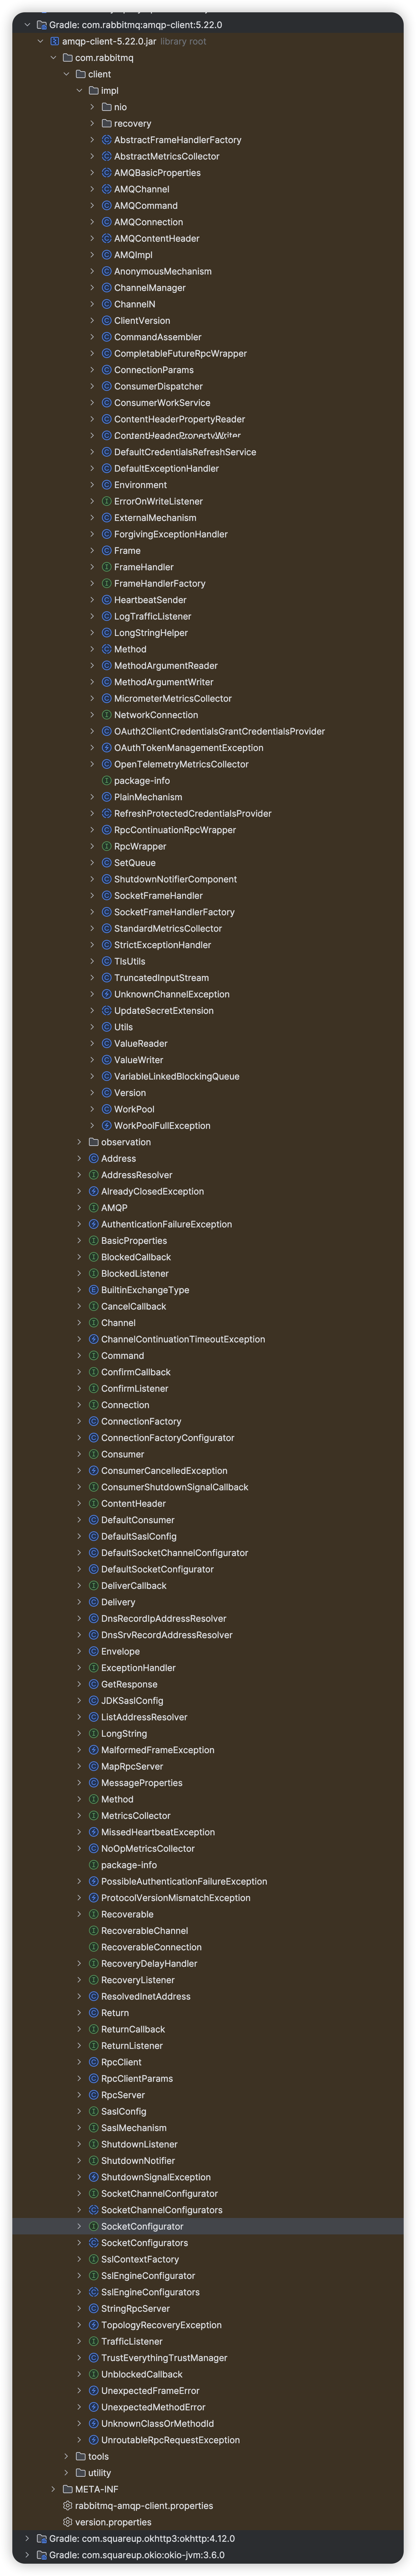 Gradle: com.rabbitmq:amqp-client:5.22.0
amqp-client-5.22.0.jar library root
com.rabbitmq
client
impl
nio
recovery
AbstractFrameHandlerFactory
AbstractMetricsCollector
AMQBasicProperties
AMQChannel
AMQCommand
AMQConnection
AMQContentHeader
AMQImpl
AnonymousMechanism
ChannelManager
ChannelN
ClientVersion
CommandAssembler
CompletableFutureRpcWrapper
ConnectionParams
ConsumerDispatcher
ConsumerWorkService
ContentHeaderPropertyReader
ContentHeaderPropertyWriter
DefaultCredentialsRefreshService
DefaultExceptionHandler
Environment
ErrorOnWriteListener
ExternalMechanism
ForgivingExceptionHandler
Frame
FrameHandler
FrameHandlerFactory
HeartbeatSender
LogTrafficListener
LongStringHelper
Method
MethodArgumentReader
MethodArgumentWriter
MicrometerMetricsCollector
NetworkConnection
OAuth2ClientCredentialsGrantCredentialsProvider
OAuthTokenManagementException
OpenTelemetryMetricsCollector
package-info
PlainMechanism
RefreshProtectedCredentialsProvider
RpcContinuationRpcWrapper
RpcWrapper
SetQueue
ShutdownNotifierComponent
SocketFrameHandler
SocketFrameHandlerFactory
StandardMetricsCollector
StrictExceptionHandler
TlsUtils
TruncatedInputStream
UnknownChannelException
UpdateSecretExtension
Utils
ValueReader
ValueWriter
VariableLinkedBlockingQueue
Version
WorkPool
WorkPoolFullException
observation
Address
AddressResolver
AlreadyClosedException
AMQP
AuthenticationFailureException
BasicProperties
BlockedCallback
BlockedListener
BuiltinExchangeType
CancelCallback
Channel
ChannelContinuationTimeoutException
Command
ConfirmCallback
ConfirmListener
Connection
ConnectionFactory
ConnectionFactoryConfigurator
Consumer
ConsumerCancelledException
ConsumerShutdownSignalCallback
ContentHeader
DefaultConsumer
DefaultSaslConfig
DefaultSocketChannelConfigurator
DefaultSocketConfigurator
DeliverCallback
Delivery
DnsRecordIpAddressResolver
DnsSrvRecordAddressResolver
Envelope
ExceptionHandler
GetResponse
JDKSaslConfig
ListAddressResolver
LongString
MalformedFrameException
MapRpcServer
MessageProperties
Method
MetricsCollector
MissedHeartbeatException
NoOpMetricsCollector
package-info
PossibleAuthenticationFailureException
ProtocolVersionMismatchException
Recoverable
RecoverableChannel
RecoverableConnection
RecoveryDelayHandler
RecoveryListener
ResolvedInetAddress
Return
ReturnCallback
ReturnListener
RpcClient
RpcClientParams
RpcServer
SaslConfig
SaslMechanism
ShutdownListener
ShutdownNotifier
ShutdownSignalException
SocketChannelConfigurator
SocketChannelConfigurators
SocketConfigurator
SocketConfigurators
SslContextFactory
SslEngineConfigurator
SslEngineConfigurators
StringRpcServer
TopologyRecoveryException
TrafficListener
TrustEverythingTrustManager
UnblockedCallback
UnexpectedFrameError
UnexpectedMethodError
UnknownClassOrMethodId
UnroutableRpcRequestException
tools
utility
META-INF
rabbitmq-amqp-client.properties
version.properties
Gradle: com.squareup.okhttp3:okhttp:4.12.0
Gradle: com.squareup.okio:okio-jvm:3.6.0